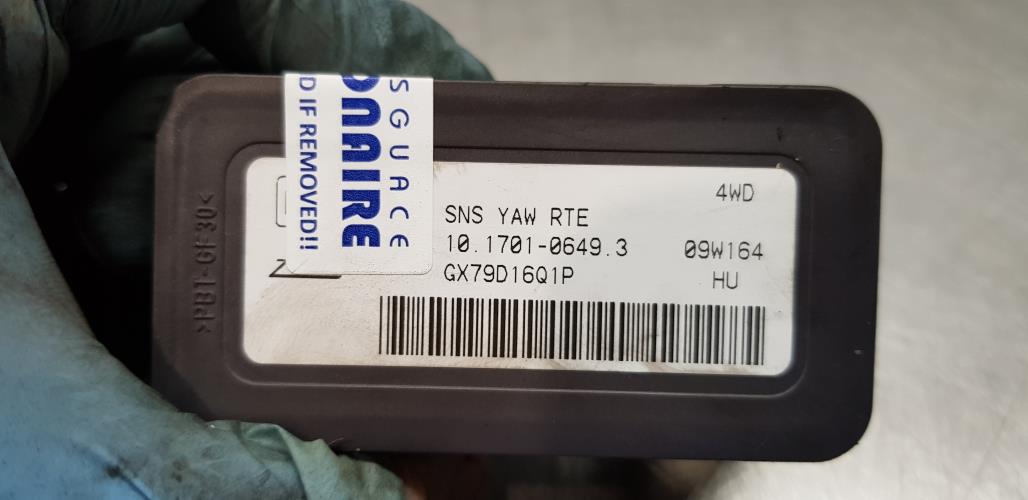 SGUACE
ONAIRE
D IF REMOVED!!
>PBT-GF30<
4WD
SNS YAW RTE
10.1701-0649.3
09W164
GX79D16Q1P
HU